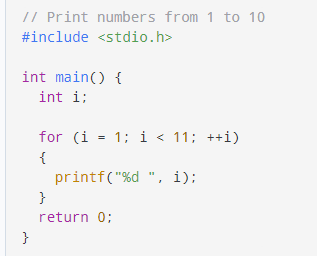 // Print numbers from 1 to 10
#include <stdio.h>

int main() {
  int i;

  for (i = 1; i < 11; ++i)
  {
    printf("%d ", i);
  }
  return 0;
}